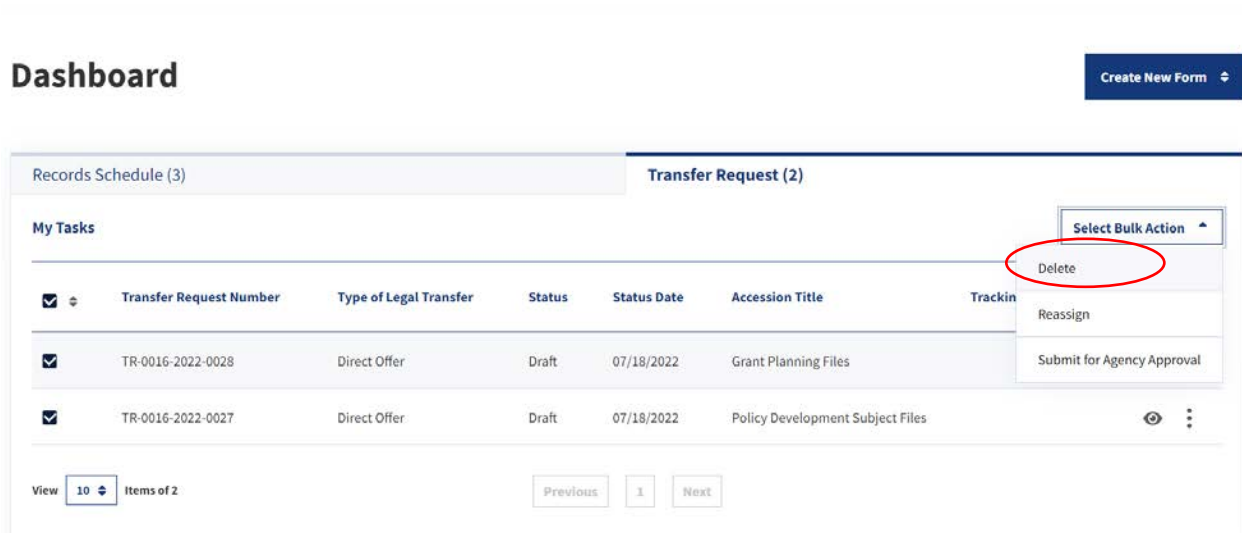 Dashboard
Create New Form
Records Schedule (3)
Transfer Request (2)
My Tasks
Select Bulk Action
Delete
Reassign
Submit for Agency Approval
Transfer Request Number Type of Legal Transfer Status Status Date Accession Title Trackin
TR-0016-2022-0028 Direct Offer Draft 07/18/2022 Grant Planning Files
TR-0016-2022-0027 Direct Offer Draft 07/18/2022 Policy Development Subject Files
View 10 Items of 2
Previous 1 Next